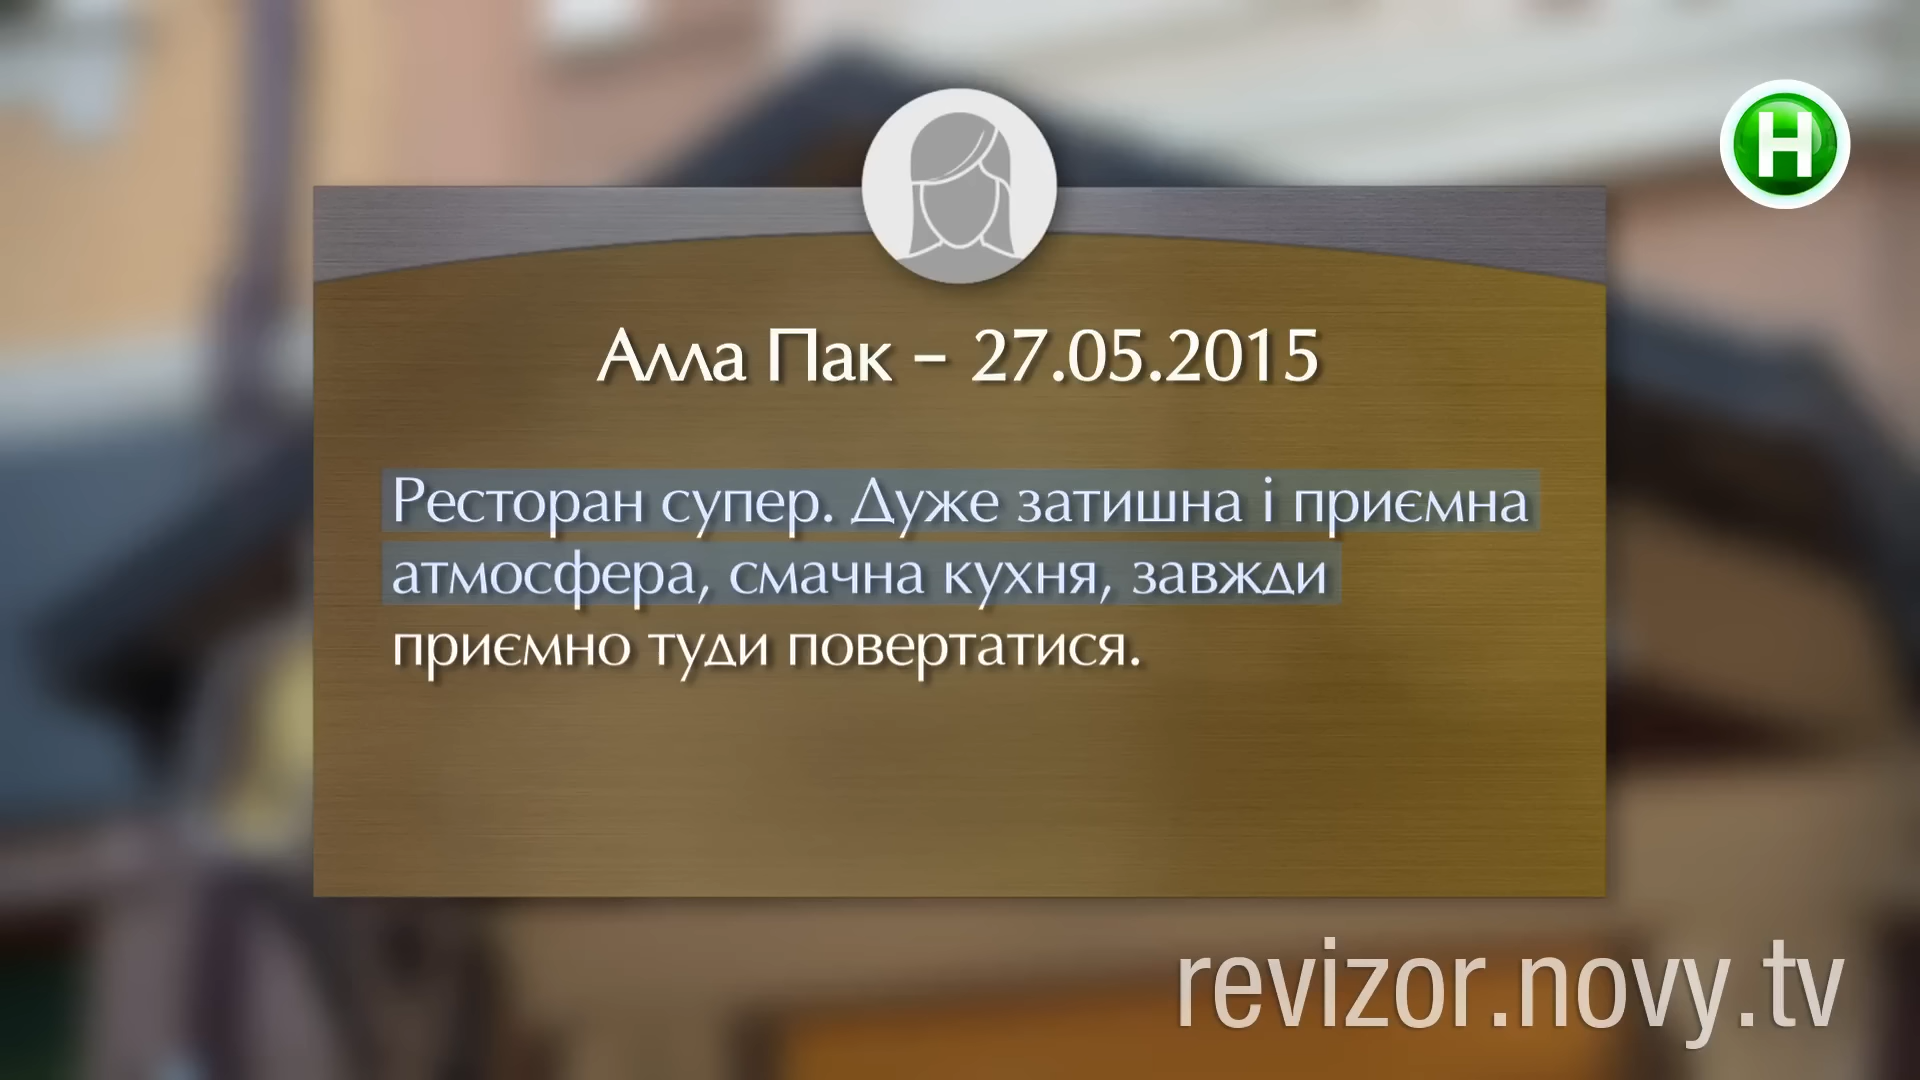 Н
Алла Пак – 27.05.2015
Ресторан супер. Дуже затишна і приємна
атмосфера, смачна кухня, завжди
приємно туди повертатися.
revizor.novy.tv